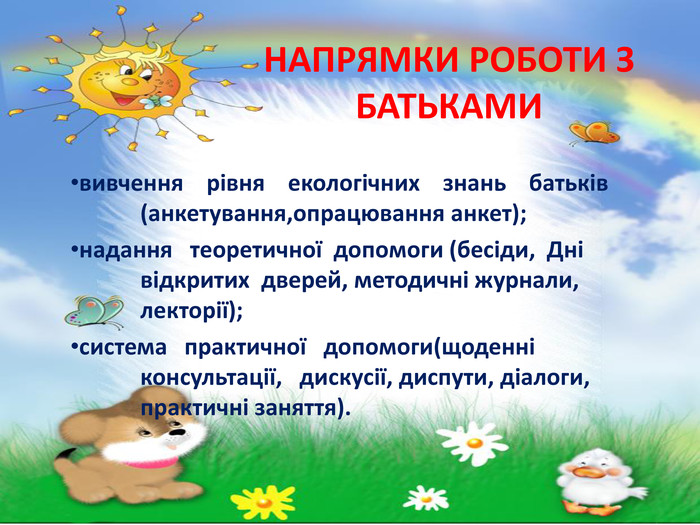 НАПРЯМКИ РОБОТИ З
БАТЬКАМИ
•вивчення рівня екологічних знань батьків
(анкетування,опрацювання анкет);
•надання теоретичної допомоги (бесіди, Дні
відкритих дверей, методичні журнали,
лекторії);
•система практичної допомоги(щоденні
консультації, дискусії, диспути, діалоги,
практичні заняття).